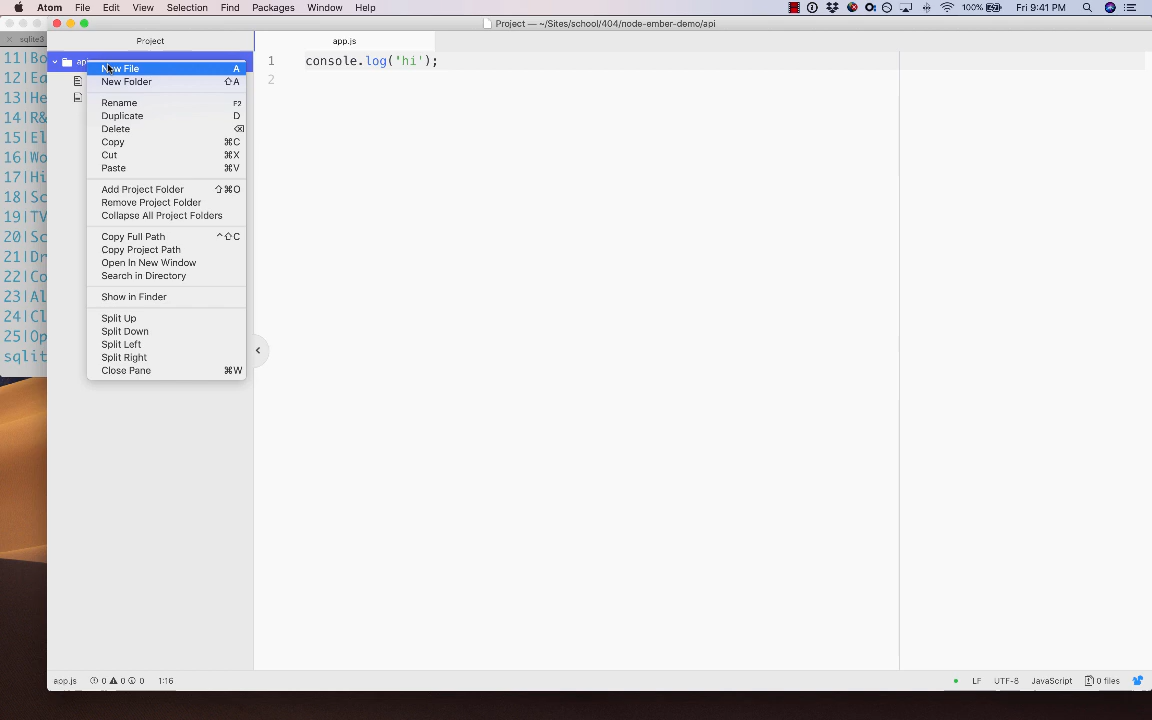 Atom File Edit View Selection Find Packages Window Help 100% Fri 9:41 PM
Project — ~/Sites/school/404/node-ember-demo/api
sqlite3
Project app.js
11|Bo
12|Ea
13|He
14|R&
15|El
16|Wo
17|Hi
18|Sc
19|TV
20|Sc
21|Dr
22|Co
23|Al
24|Cl
25|Op
sqlit
api
New File A
New Folder ⇧A
Rename F2
Duplicate D
Delete ⌫
Copy ⌘C
Cut ⌘X
Paste ⌘V
Add Project Folder ⇧⌘O
Remove Project Folder
Collapse All Project Folders
Copy Full Path ^⇧C
Copy Project Path
Open In New Window
Search in Directory
Show in Finder
Split Up
Split Down
Split Left
Split Right
Close Pane ⌘W
1 console.log('hi');
2
app.js 0 0 0 1:16 LF UTF-8 JavaScript 0 files